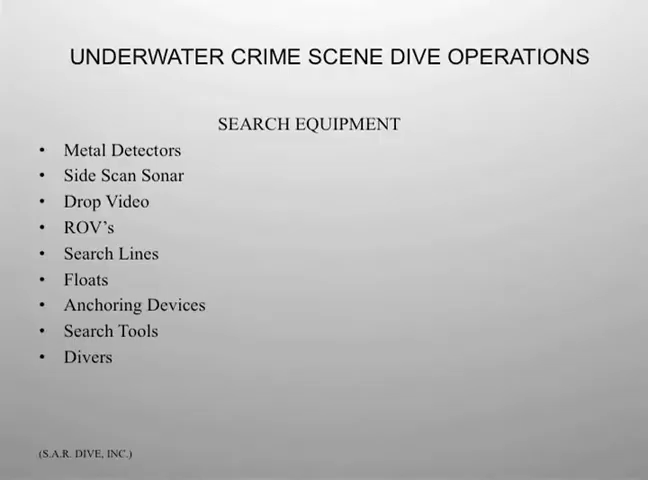 UNDERWATER CRIME SCENE DIVE OPERATIONS
SEARCH EQUIPMENT
• Metal Detectors
• Side Scan Sonar
• Drop Video
• ROV’s
• Search Lines
• Floats
• Anchoring Devices
• Search Tools
• Divers
(S.A.R. DIVE, INC.)